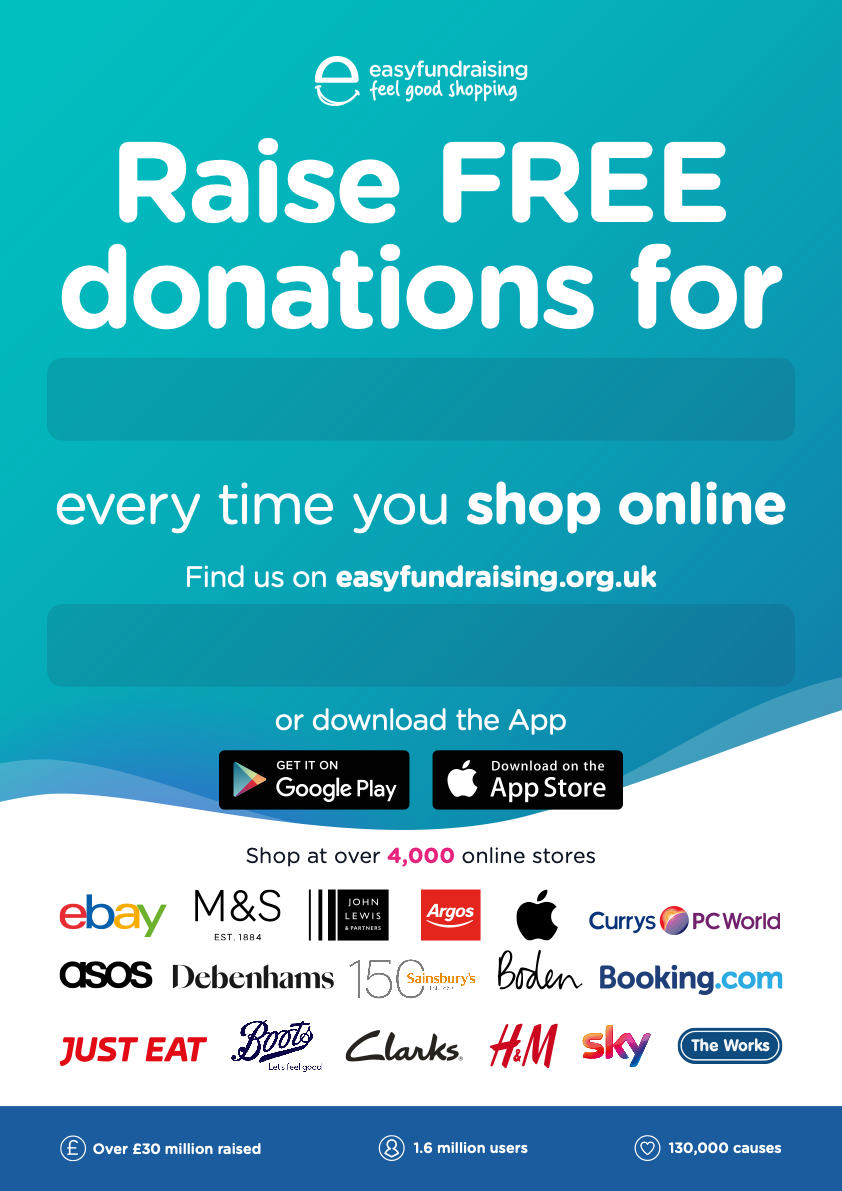 easyfundraising
feel good shopping
Raise FREE
donations for
every time you shop online
Find us on easyfundraising.org.uk
or download the App
GET IT ON
Google Play
Download on the
App Store
Shop at over 4,000 online stores
ebay
M&S
EST. 1884
JOHN
LEWIS
& PARTNERS
Argos
Currys PC World
asos
Debenhams
150
Sainsbury's
Boden
Booking.com
JUST EAT
Boots
Let's feel good
Clarks
H&M
sky
The Works
Over £30 million raised
1.6 million users
130,000 causes